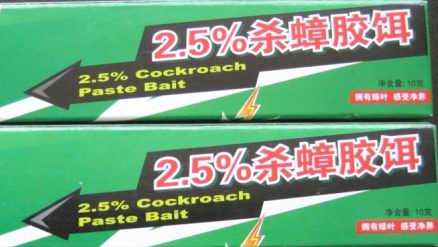 2.5%杀蟑胶饵
2.5% Cockroach
Paste Bait
净含量: 10克
拥有绿叶 感受净界
2.5%杀蟑胶饵
2.5% Cockroach
Paste Bait
净含量: 10克
拥有绿叶 感受净界